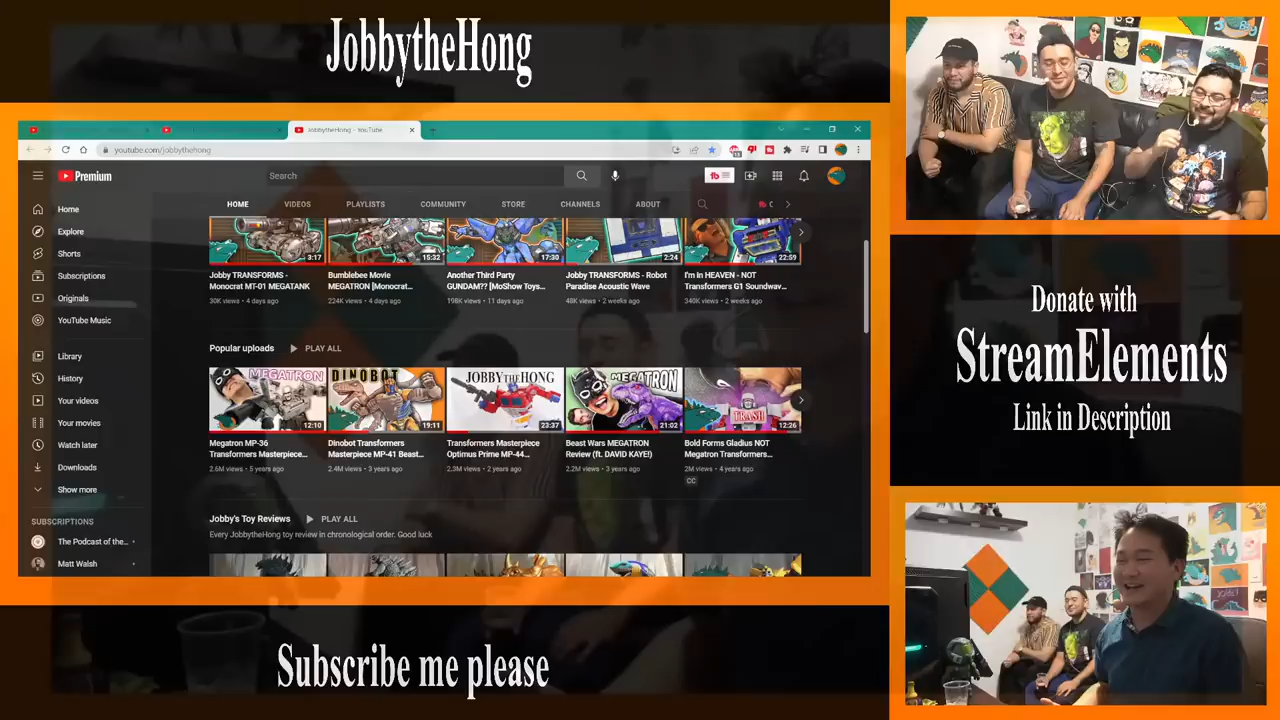 JobbytheHong
JobbytheHong - YouTube
youtube.com/jobbythehong
Premium
Search
Home
Explore
Shorts
Subscriptions
Originals
YouTube Music
Library
History
Your videos
Your movies
Watch later
Downloads
Show more
SUBSCRIPTIONS
The Podcast of the...
Matt Walsh
HOME VIDEOS PLAYLISTS COMMUNITY STORE CHANNELS ABOUT
3:17 15:32 17:30 2:24 22:59
Jobby TRANSFORMS -
Monocrat MT-01 MEGATANK
30K views • 4 days ago
Bumblebee Movie
MEGATRON [Monocrat...
224K views • 4 days ago
Another Third Party
GUNDAM?? [MoShow Toys...
198K views • 11 days ago
Jobby TRANSFORMS - Robot
Paradise Acoustic Wave
48K views • 2 weeks ago
I'm In HEAVEN - NOT
Transformers G1 Soundwav...
340K views • 2 weeks ago
Popular uploads PLAY ALL
MEGATRON
12:10
DINOBOT
19:11
JOBBYTHEHONG
23:37
MEGATRON
21:02
TRASH
12:26
Megatron MP-36
Transformers Masterpiece...
2.6M views • 5 years ago
Dinobot Transformers
Masterpiece MP-41 Beast...
2.4M views • 3 years ago
Transformers Masterpiece
Optimus Prime MP-44...
2.3M views • 2 years ago
Beast Wars MEGATRON
Review (ft. DAVID KAYE!)
2.2M views • 3 years ago
Bold Forms Gladius NOT
Megatron Transformers...
2M views • 4 years ago
CC
Jobby's Toy Reviews PLAY ALL
Every JobbytheHong toy review in chronological order. Good luck
Donate with
StreamElements
Link in Description
Subscribe me please